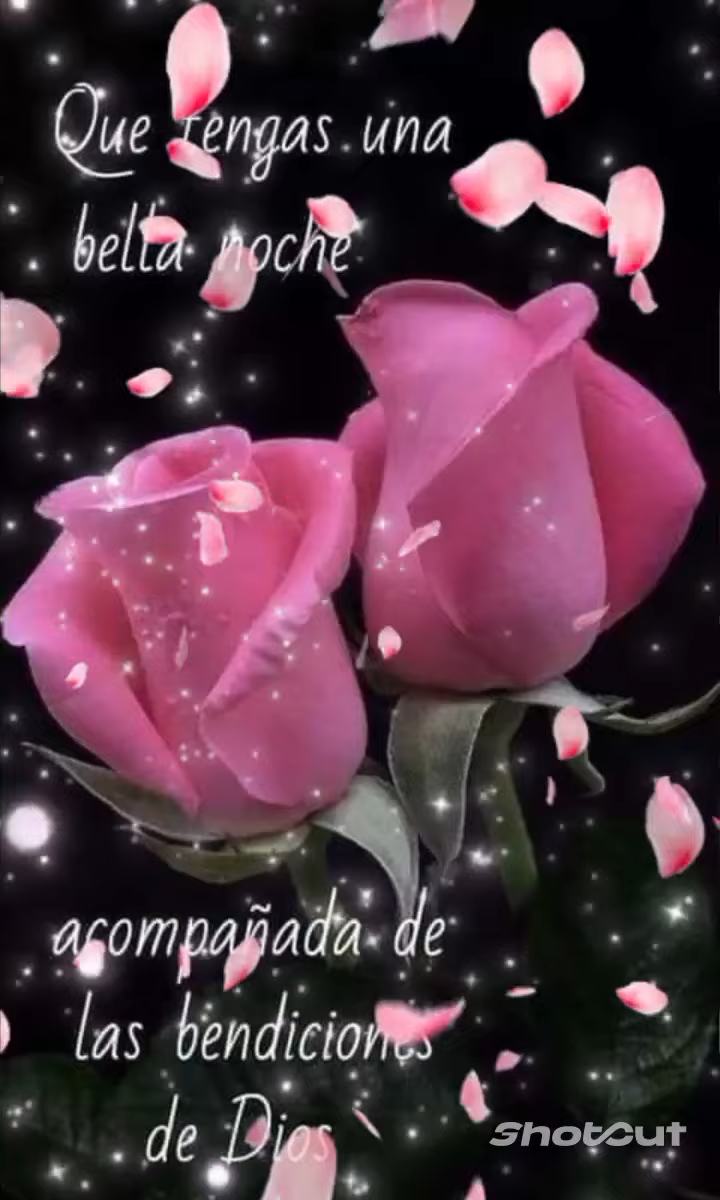 Que tengas una
bella noche
acompañada de
las bendiciones
de Dios
ShotCut